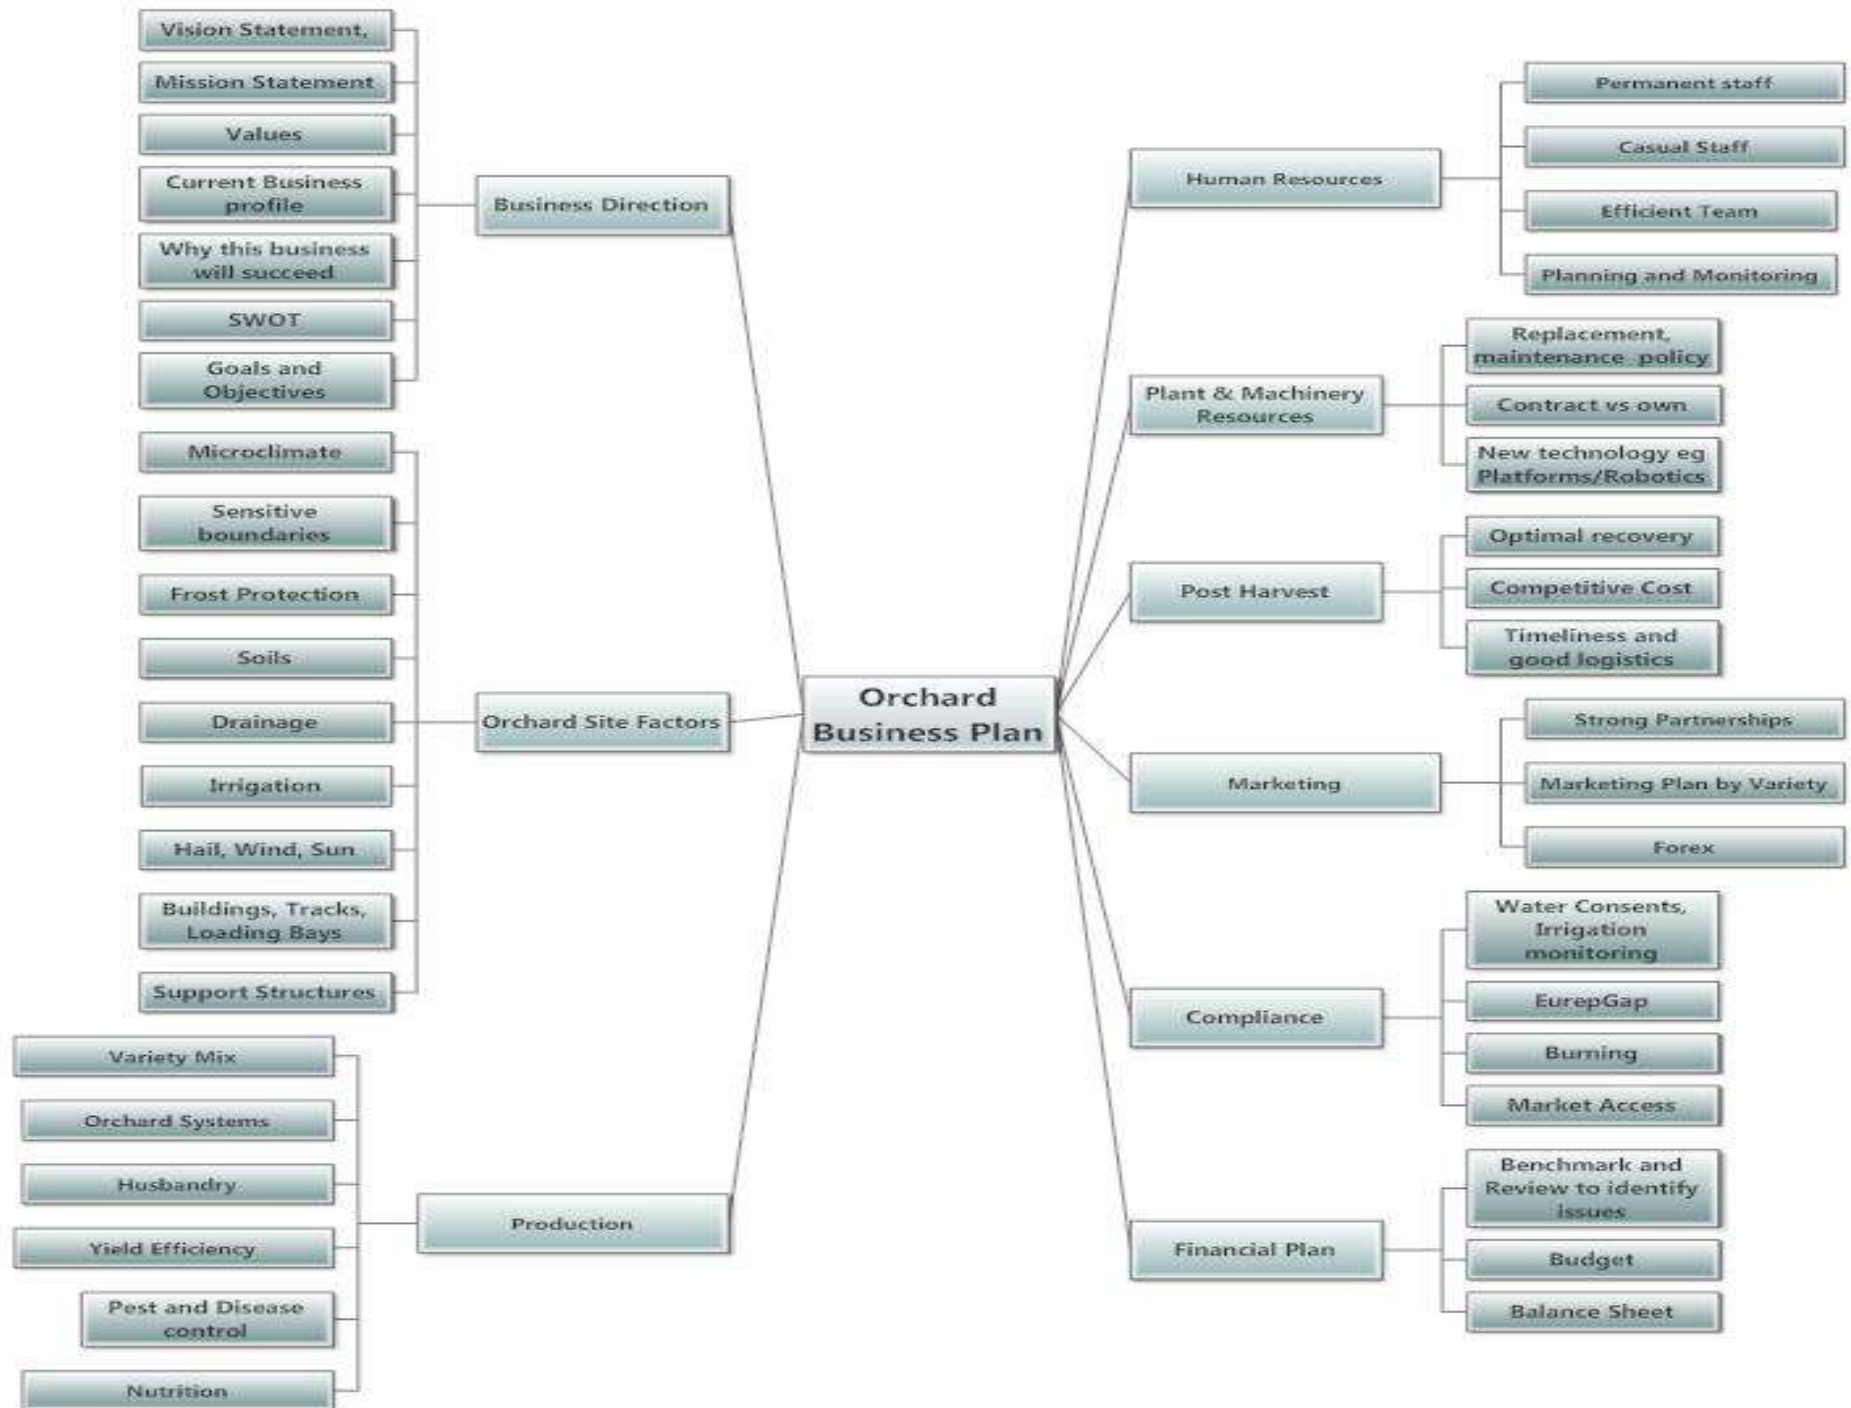 Vision Statement,
Mission Statement
Values
Current Business
profile
Why this business
will succeed
SWOT
Goals and
Objectives
Business Direction
Microclimate
Sensitive
boundaries
Frost Protection
Soils
Drainage
Irrigation
Hail, Wind, Sun
Buildings, Tracks,
Loading Bays
Support Structures
Orchard Site Factors
Variety Mix
Orchard Systems
Husbandry
Yield Efficiency
Pest and Disease
control
Nutrition
Production
Orchard
Business Plan
Human Resources
Permanent staff
Casual Staff
Efficient Team
Planning and Monitoring
Plant & Machinery
Resources
Replacement,
maintenance policy
Contract vs own
New technology eg
Platforms/Robotics
Post Harvest
Optimal recovery
Competitive Cost
Timeliness and
good logistics
Marketing
Strong Partnerships
Marketing Plan by Variety
Forex
Compliance
Water Consents,
Irrigation
monitoring
EurepGap
Burning
Market Access
Financial Plan
Benchmark and
Review to identify
issues
Budget
Balance Sheet